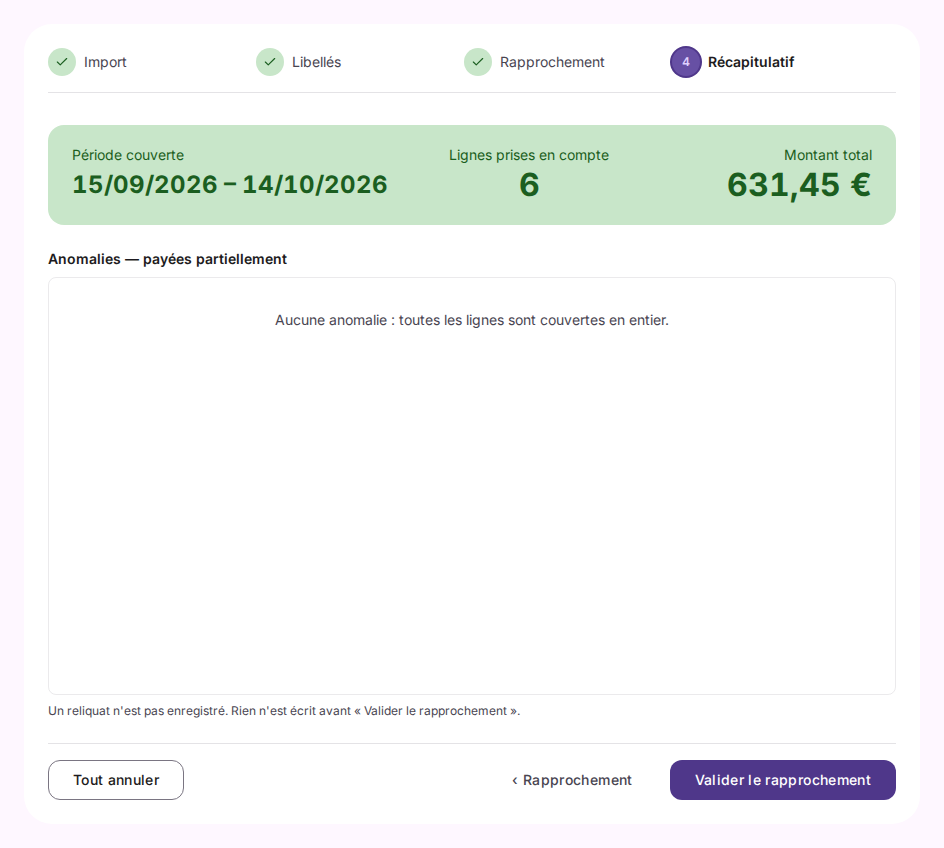 Import
Libellés
Rapprochement
4 Récapitulatif
Période couverte
15/09/2026 – 14/10/2026
Lignes prises en compte
6
Montant total
631,45 €
Anomalies — payées partiellement
Aucune anomalie : toutes les lignes sont couvertes en entier.
Un reliquat n'est pas enregistré. Rien n'est écrit avant « Valider le rapprochement ».
Tout annuler
‹ Rapprochement
Valider le rapprochement